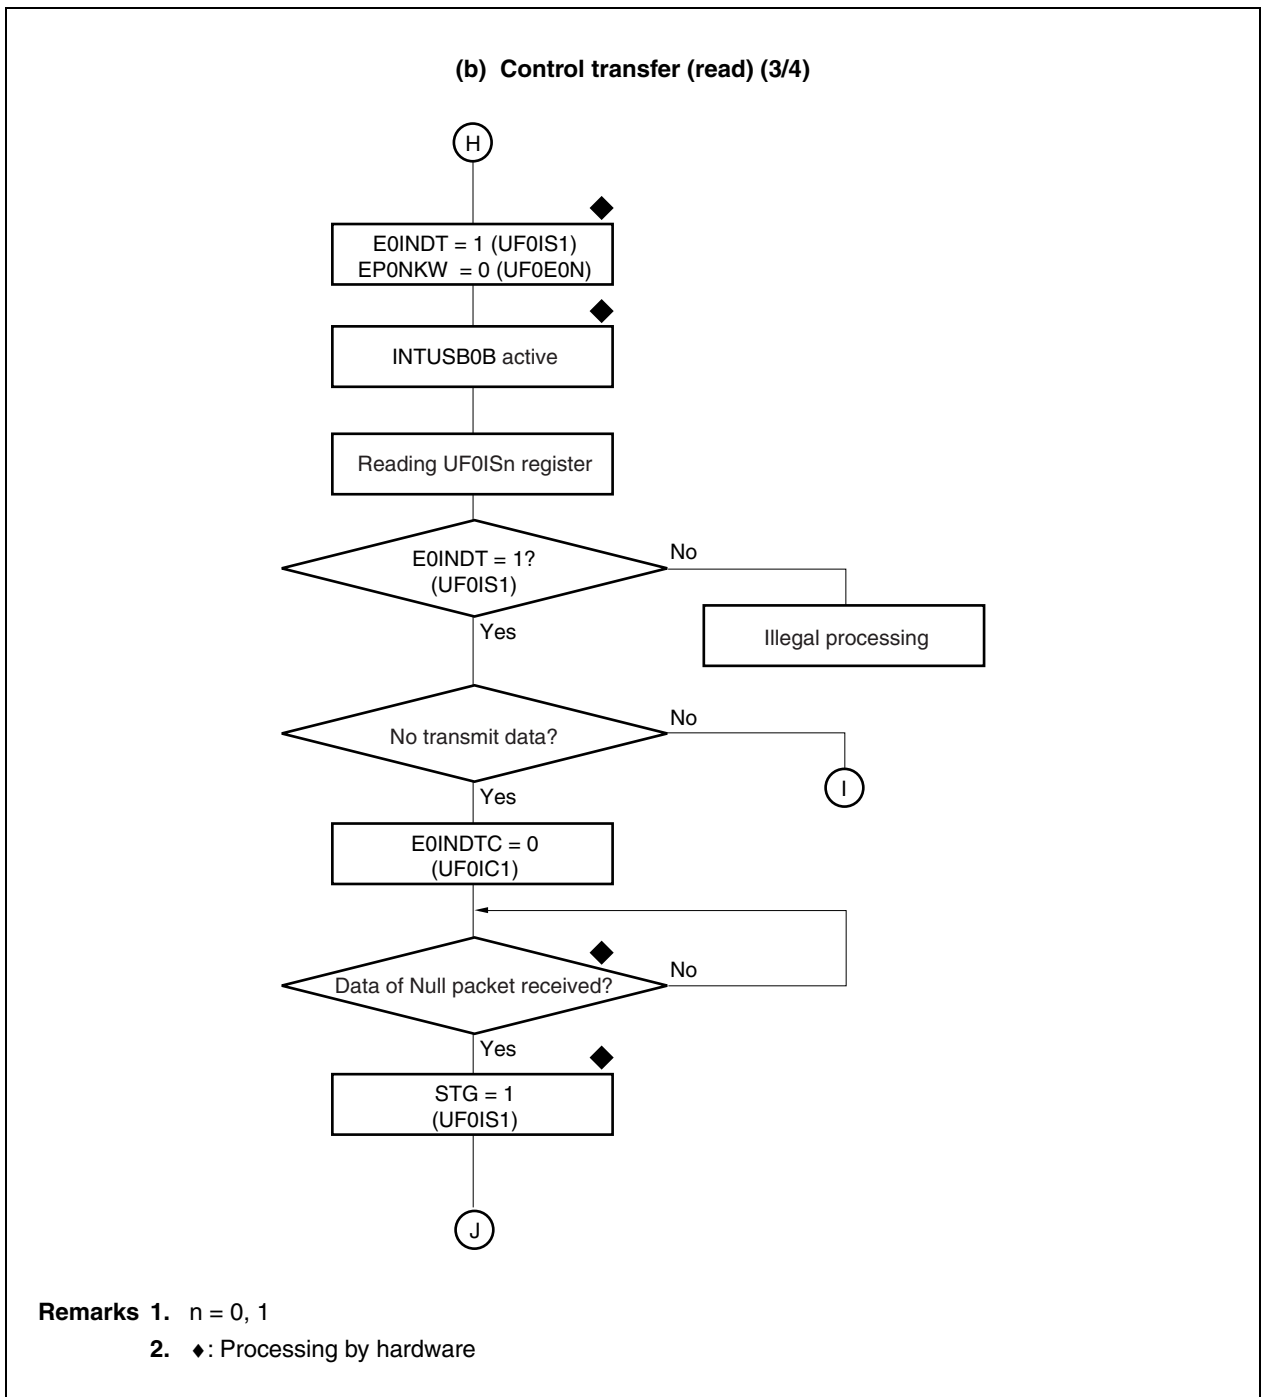 (b) Control transfer (read) (3/4)
H
E0INDT = 1 (UF0IS1)
EP0NKW = 0 (UF0E0N)
INTUSB0B active
Reading UF0ISn register
E0INDT = 1?
(UF0IS1)
No
Illegal processing
Yes
No transmit data?
No
I
Yes
E0INDTC = 0
(UF0IC1)
Data of Null packet received?
No
Yes
STG = 1
(UF0IS1)
J
Remarks 1. n = 0, 1
2. ♦: Processing by hardware